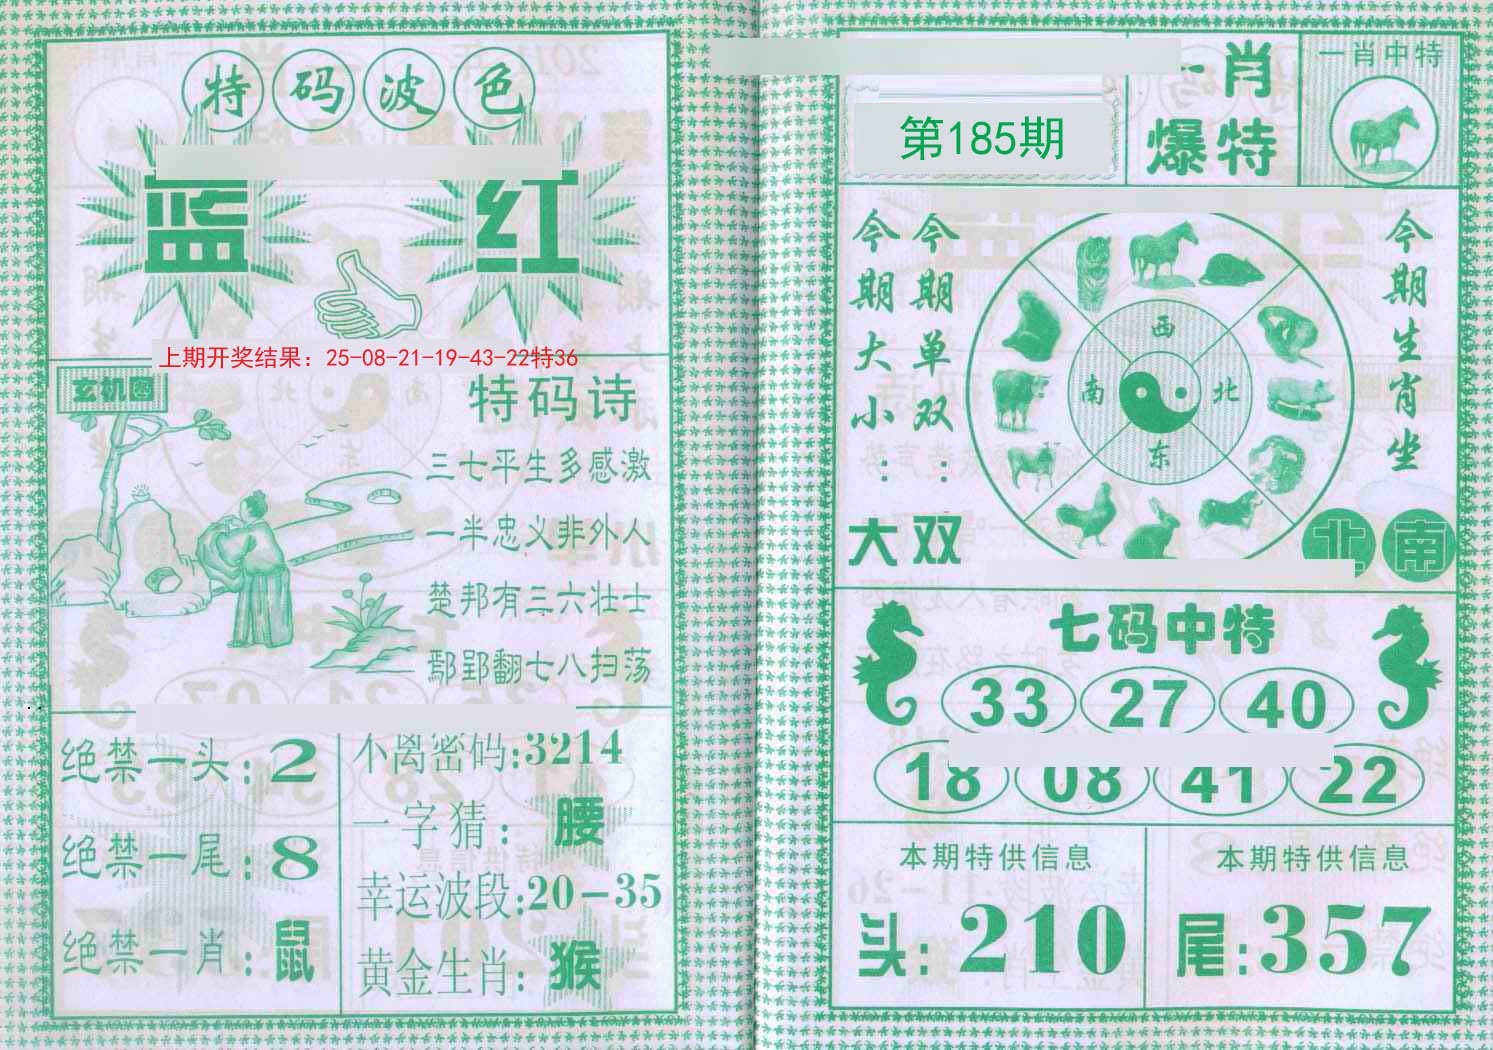 特码波色
蓝 红
上期开奖结果：25-08-21-19-43-22特36
玄机图
特码诗
三七平生多感激
一半忠义非外人
楚邦有三六壮士
鄢郢翻七八扫荡
绝禁一头:2
绝禁一尾:8
绝禁一肖:鼠
不离密码:3214
一字猜:腰
幸运波段:20-35
黄金生肖:猴
第185期
一肖
爆特
一肖中特
今期大小:大
今期单双:双
西
南 北
东
今期生肖坐
北南
七码中特
33 27 40
18 08 41 22
本期特供信息
头:210
本期特供信息
尾:357